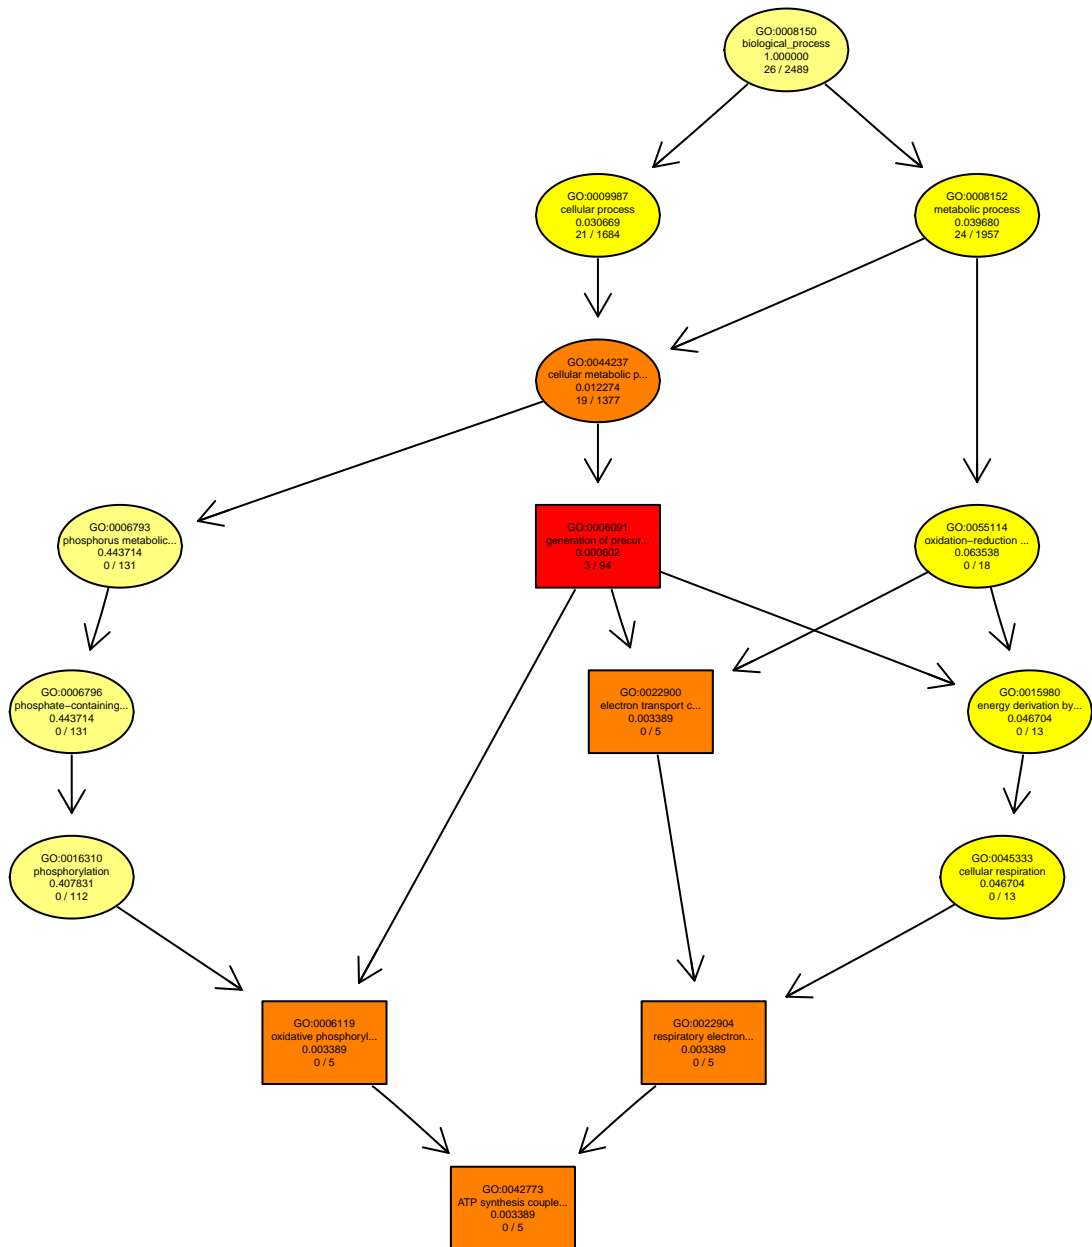 GO:0008150
biological_process
1.000000
26 / 2489
GO:0009987
cellular process
0.030669
21 / 1684
GO:0008152
metabolic process
0.039680
24 / 1957
GO:0044237
cellular metabolic p...
0.012274
19 / 1377
GO:0006793
phosphorus metabolic...
0.443714
0 / 131
GO:0006091
generation of precur...
0.000602
3 / 94
GO:0055114
oxidation−reduction ...
0.063538
0 / 18
GO:0006796
phosphate−containing...
0.443714
0 / 131
GO:0022900
electron transport c...
0.003389
0 / 5
GO:0015980
energy derivation by...
0.046704
0 / 13
GO:0016310
phosphorylation
0.407831
0 / 112
GO:0045333
cellular respiration
0.046704
0 / 13
GO:0006119
oxidative phosphoryl...
0.003389
0 / 5
GO:0022904
respiratory electron...
0.003389
0 / 5
GO:0042773
ATP synthesis couple...
0.003389
0 / 5